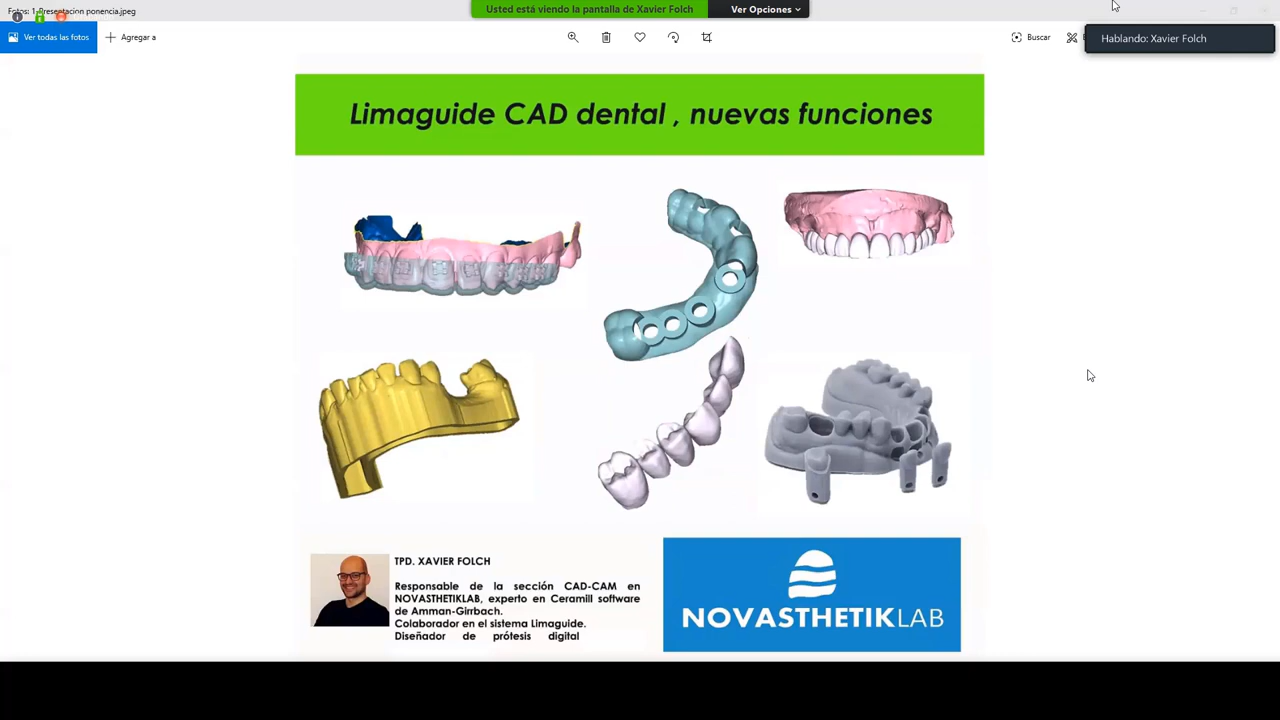 Fotos: 1-Presentacion ponencia.jpeg
Usted está viendo la pantalla de Xavier Folch
Ver Opciones
Ver todas las fotos
Agregar a
Buscar
Hablando: Xavier Folch
Limaguide CAD dental , nuevas funciones
TPD. XAVIER FOLCH
Responsable de la sección CAD-CAM en
NOVASTHETIKLAB, experto en Ceramill software
de Amman-Girrbach.
Colaborador en el sistema Limaguide.
Diseñador de prótesis digital
NOVASTHETIKLAB